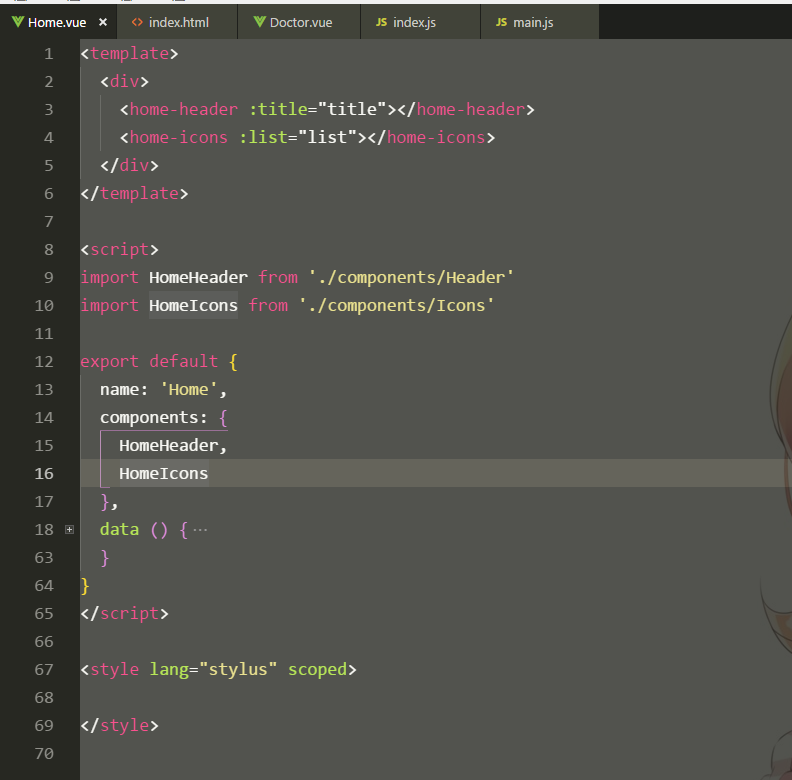 Home.vue × index.html Doctor.vue JS index.js JS main.js
1 <template>
2 <div>
3 <home-header :title="title"></home-header>
4 <home-icons :list="list"></home-icons>
5 </div>
6 </template>
7
8 <script>
9 import HomeHeader from './components/Header'
10 import HomeIcons from './components/Icons'
11
12 export default {
13 name: 'Home',
14 components: {
15 HomeHeader,
16 HomeIcons
17 },
18 data () { ···
63 }
64 }
65 </script>
66
67 <style lang="stylus" scoped>
68
69 </style>
70